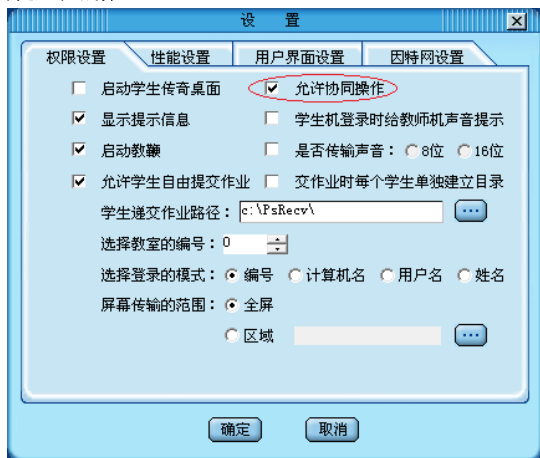 设 置
权限设置 性能设置 用户界面设置 因特网设置
启动学生传奇桌面 允许协同操作
显示提示信息 学生机登录时给教师机声音提示
启动教鞭 是否传输声音： 8位 16位
允许学生自由提交作业 交作业时每个学生单独建立目录
学生递交作业路径： c:\PsRecv\ ...
选择教室的编号： 0
选择登录的模式： 编号 计算机名 用户名 姓名
屏幕传输的范围： 全屏
区域 ...
确定 取消